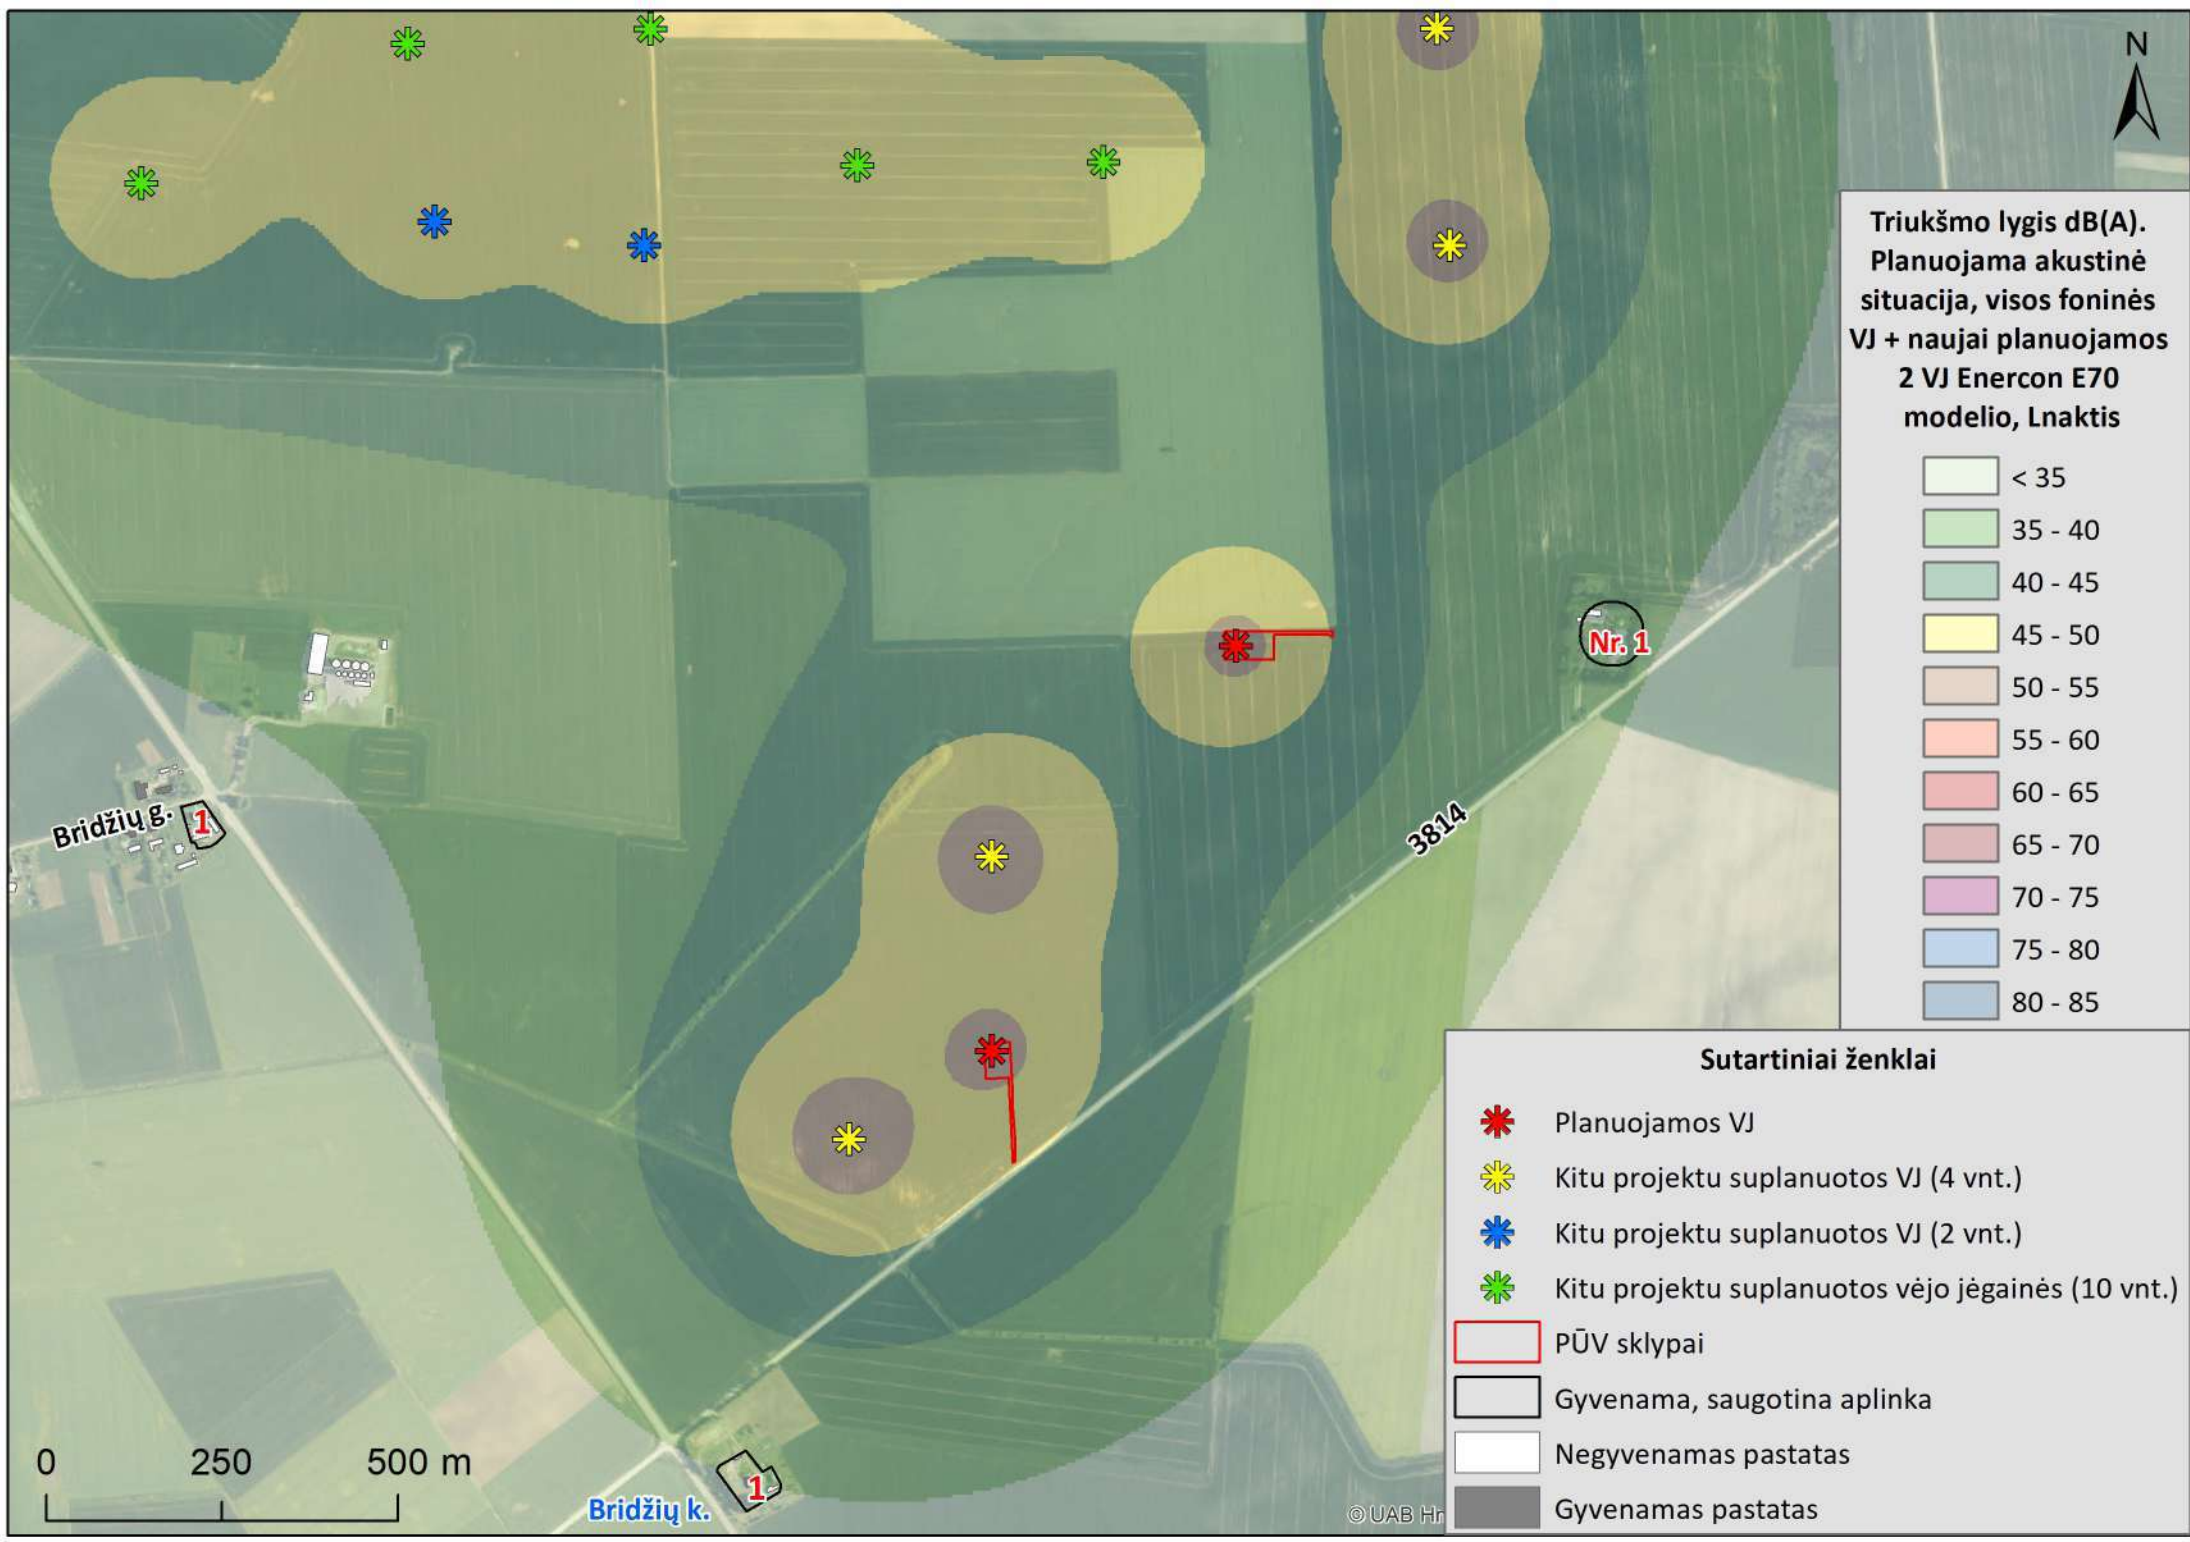 N
Triukšmo lygis dB(A).
Planuojama akustinė
situacija, visos foninės
VJ + naujai planuojamos
2 VJ Enercon E70
modelio, Lnaktis
< 35
35 - 40
40 - 45
45 - 50
50 - 55
55 - 60
60 - 65
65 - 70
70 - 75
75 - 80
80 - 85
Nr. 1
3814
Bridžių g.
1
Sutartiniai ženklai
Planuojamos VJ
Kitu projektu suplanuotos VJ (4 vnt.)
Kitu projektu suplanuotos VJ (2 vnt.)
Kitu projektu suplanuotos vėjo jėgainės (10 vnt.)
PŪV sklypai
Gyvenama, saugotina aplinka
Negyvenamas pastatas
Gyvenamas pastatas
0 250 500 m
1
Bridžių k.
© UAB Hn